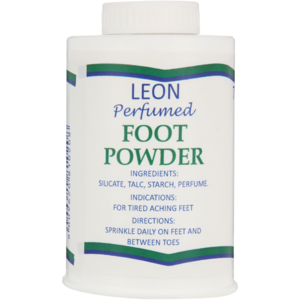 LEON
Perfumed
FOOT
POWDER
INGREDIENTS:
SILICATE, TALC, STARCH, PERFUME.
INDICATIONS:
FOR TIRED ACHING FEET
DIRECTIONS:
SPRINKLE DAILY ON FEET AND
BETWEEN TOES